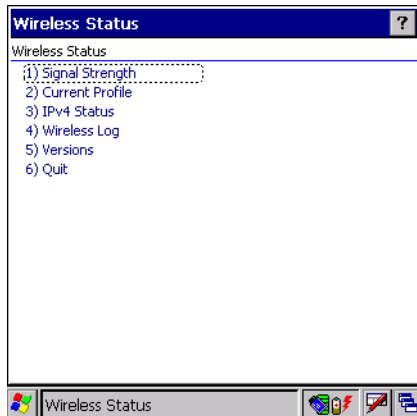 Wireless Status
?
Wireless Status
1) Signal Strength
2) Current Profile
3) IPv4 Status
4) Wireless Log
5) Versions
6) Quit
Wireless Status